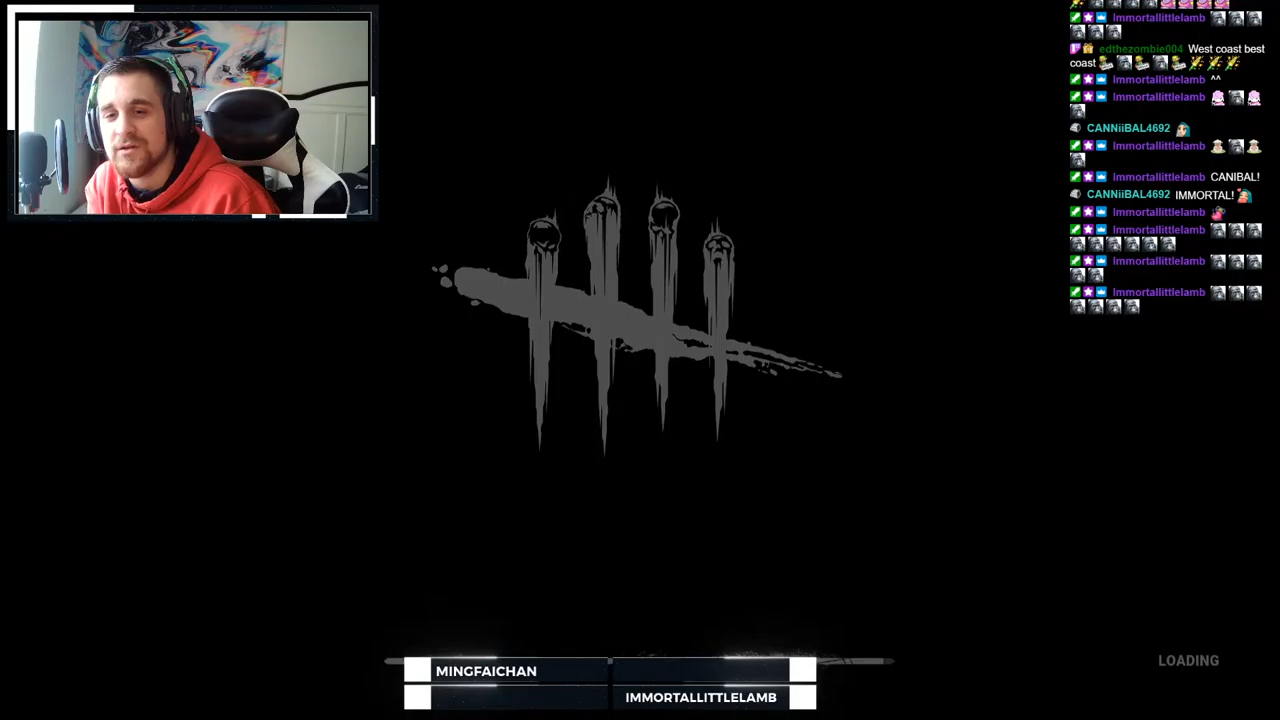 Immortallittlelamb
edthezombie004 West coast best
coast
Immortallittlelamb ^^
Immortallittlelamb
CANNiiBAL4692
Immortallittlelamb
Immortallittlelamb CANIBAL!
CANNiiBAL4692 IMMORTAL!
Immortallittlelamb
Immortallittlelamb
Immortallittlelamb
Immortallittlelamb
LOADING
MINGFAICHAN
IMMORTALLITTLELAMB